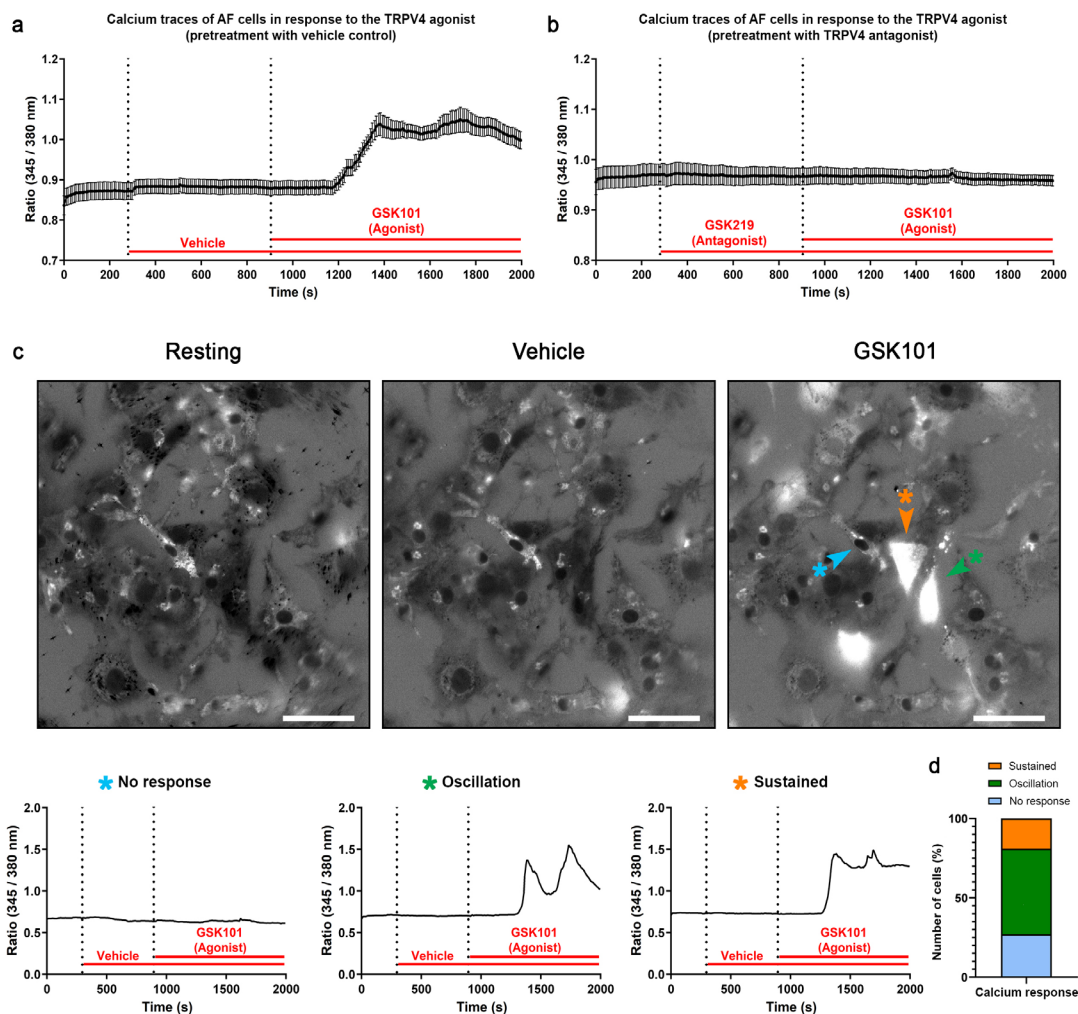 a
Calcium traces of AF cells in response to the TRPV4 agonist
(pretreatment with vehicle control)
1.2
1.1
1.0
0.9
0.8
0.7
Ratio (345 / 380 nm)
GSK101
(Agonist)
Vehicle
0 200 400 600 800 1000 1200 1400 1600 1800 2000
Time (s)
b
Calcium traces of AF cells in response to the TRPV4 agonist
(pretreatment with TRPV4 antagonist)
1.2
1.1
1.0
0.9
0.8
Ratio (345 / 380 nm)
GSK219
(Antagonist)
GSK101
(Agonist)
0 200 400 600 800 1000 1200 1400 1600 1800 2000
Time (s)
c
Resting
Vehicle
GSK101
* No response
2.0
1.5
1.0
0.5
0.0
Ratio (345 / 380 nm)
GSK101
(Agonist)
Vehicle
0 500 1000 1500 2000
Time (s)
* Oscillation
2.0
1.5
1.0
0.5
0.0
Ratio (345 / 380 nm)
GSK101
(Agonist)
Vehicle
0 500 1000 1500 2000
Time (s)
* Sustained
2.0
1.5
1.0
0.5
0.0
Ratio (345 / 380 nm)
GSK101
(Agonist)
Vehicle
0 500 1000 1500 2000
Time (s)
d
Sustained
Oscillation
No response
100
50
0
Number of cells (%)
Calcium response